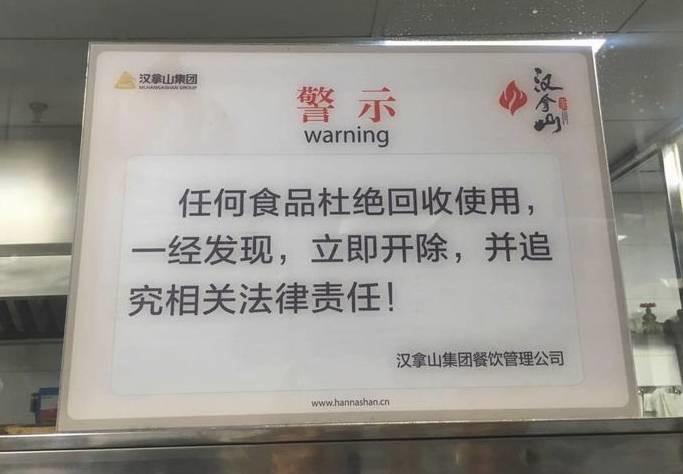 汉拿山集团
MLHANNASHAN GROUP
汉拿山
警示
warning
任何食品杜绝回收使用，
一经发现，立即开除，并追
究相关法律责任！
汉拿山集团餐饮管理公司
www.hannashan.cn